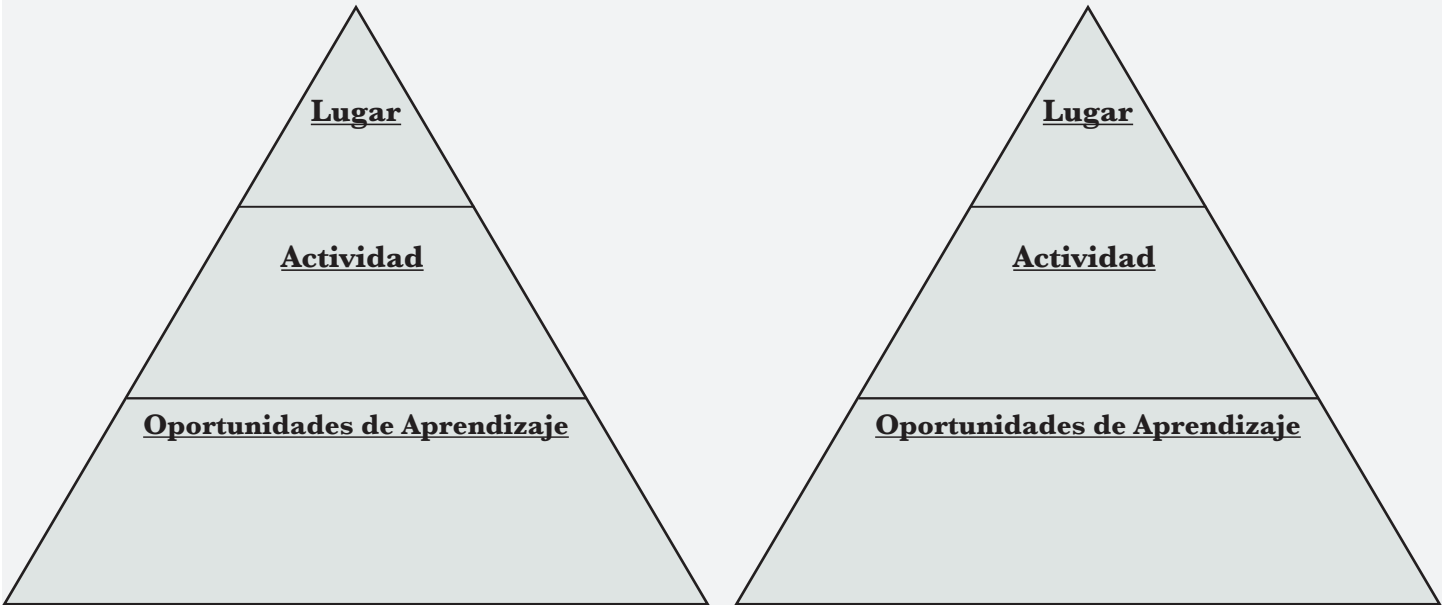 Lugar
Actividad
Oportunidades de Aprendizaje
Lugar
Actividad
Oportunidades de Aprendizaje